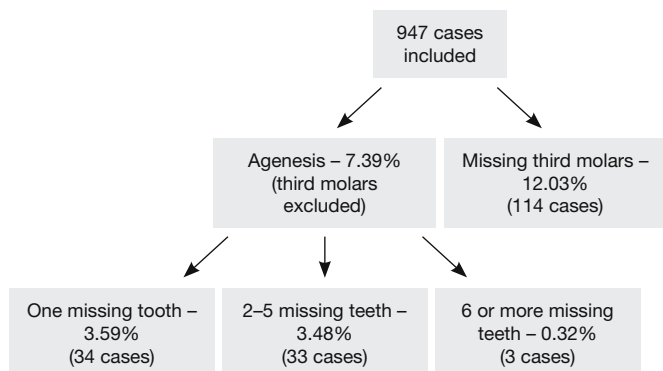 947 cases
included
Agenesis – 7.39%
(third molars
excluded)
Missing third molars –
12.03%
(114 cases)
One missing tooth –
3.59%
(34 cases)
2–5 missing teeth –
3.48%
(33 cases)
6 or more missing
teeth – 0.32%
(3 cases)